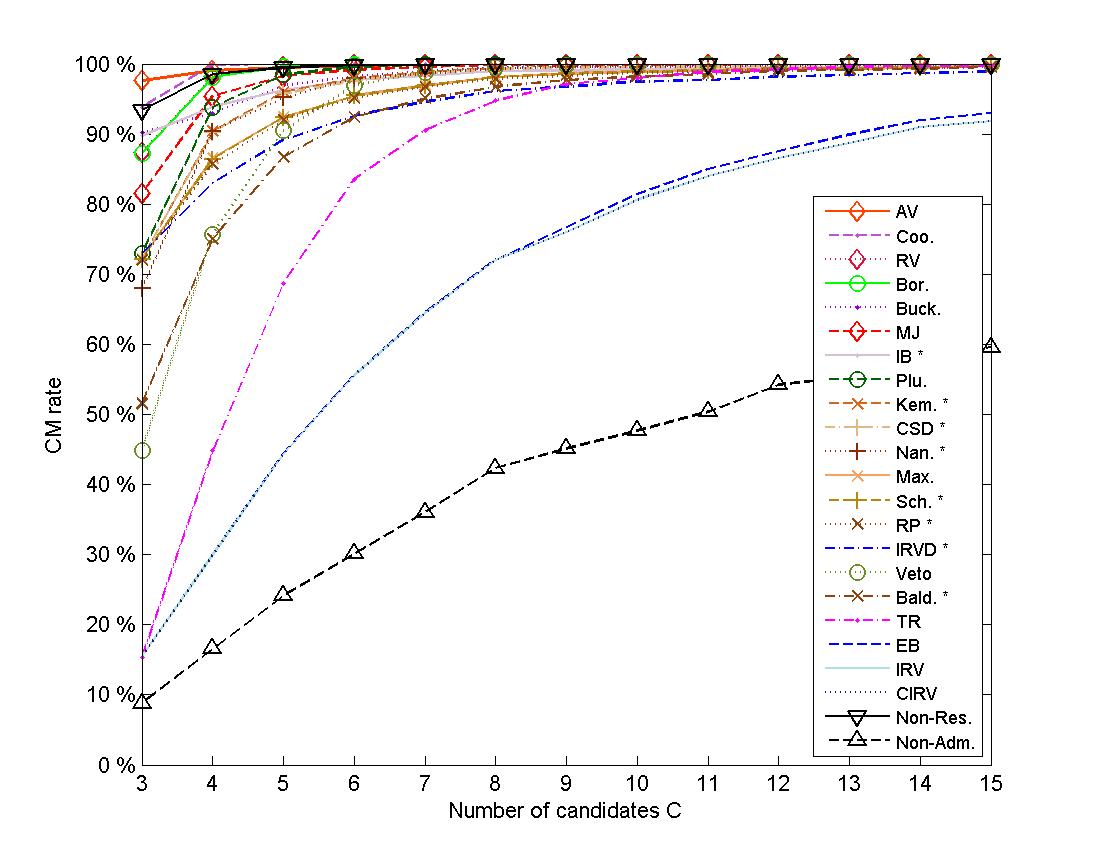 100 %
90 %
80 %
70 %
60 %
50 %
40 %
30 %
20 %
10 %
0 %
CM rate
3 4 5 6 7 8 9 10 11 12 13 14 15
Number of candidates C
AV
Coo.
RV
Bor.
Buck.
MJ
IB *
Plu.
Kem. *
CSD *
Nan. *
Max.
Sch. *
RP *
IRVD *
Veto
Bald. *
TR
EB
IRV
CIRV
Non-Res.
Non-Adm.